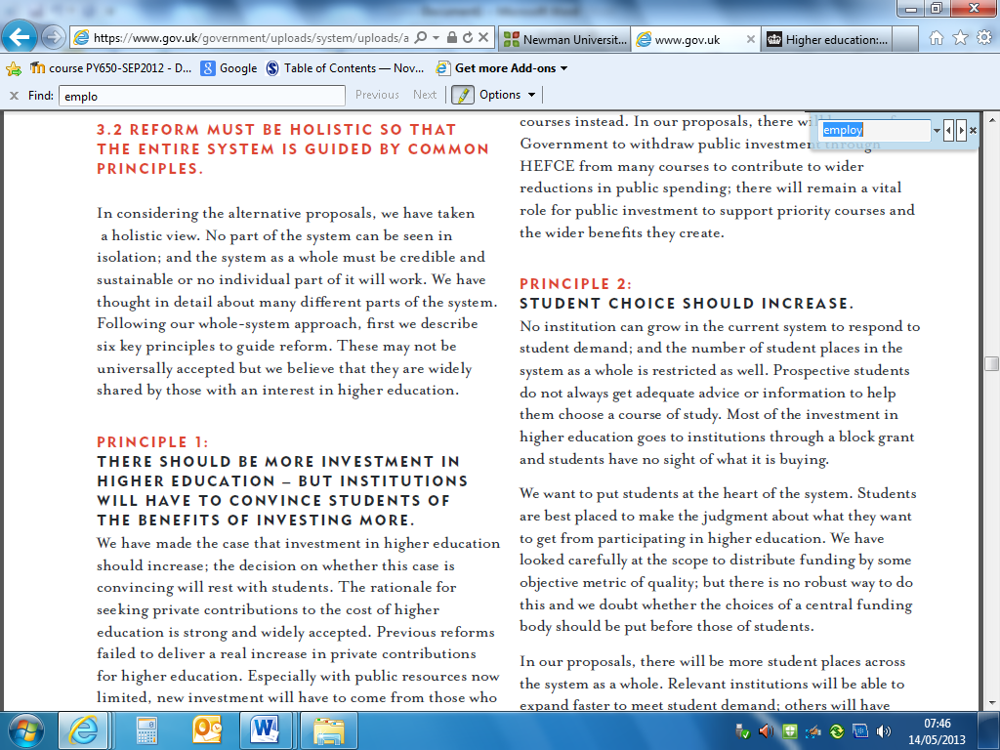 https://www.gov.uk/government/uploads/system/uploads/a
Newman Universit...
www.gov.uk
Higher education:...
course PY650-SEP2012 - D...
Google
Table of Contents — Nov...
Get more Add-ons
Find:
emplo
Previous
Next
Options
employ
3.2 REFORM MUST BE HOLISTIC SO THAT
THE ENTIRE SYSTEM IS GUIDED BY COMMON
PRINCIPLES.
In considering the alternative proposals, we have taken
a holistic view. No part of the system can be seen in
isolation; and the system as a whole must be credible and
sustainable or no individual part of it will work. We have
thought in detail about many different parts of the system.
Following our whole-system approach, first we describe
six key principles to guide reform. These may not be
universally accepted but we believe that they are widely
shared by those with an interest in higher education.
PRINCIPLE 1:
THERE SHOULD BE MORE INVESTMENT IN
HIGHER EDUCATION – BUT INSTITUTIONS
WILL HAVE TO CONVINCE STUDENTS OF
THE BENEFITS OF INVESTING MORE.
We have made the case that investment in higher education
should increase; the decision on whether this case is
convincing will rest with students. The rationale for
seeking private contributions to the cost of higher
education is strong and widely accepted. Previous reforms
failed to deliver a real increase in private contributions
for higher education. Especially with public resources now
limited, new investment will have to come from those who
courses instead. In our proposals, there
Government to withdraw public investment through
HEFCE from many courses to contribute to wider
reductions in public spending; there will remain a vital
role for public investment to support priority courses and
the wider benefits they create.
PRINCIPLE 2:
STUDENT CHOICE SHOULD INCREASE.
No institution can grow in the current system to respond to
student demand; and the number of student places in the
system as a whole is restricted as well. Prospective students
do not always get adequate advice or information to help
them choose a course of study. Most of the investment in
higher education goes to institutions through a block grant
and students have no sight of what it is buying.
We want to put students at the heart of the system. Students
are best placed to make the judgment about what they want
to get from participating in higher education. We have
looked carefully at the scope to distribute funding by some
objective metric of quality; but there is no robust way to do
this and we doubt whether the choices of a central funding
body should be put before those of students.
In our proposals, there will be more student places across
the system as a whole. Relevant institutions will be able to
expand faster to meet student demand; others will have
07:46
14/05/2013